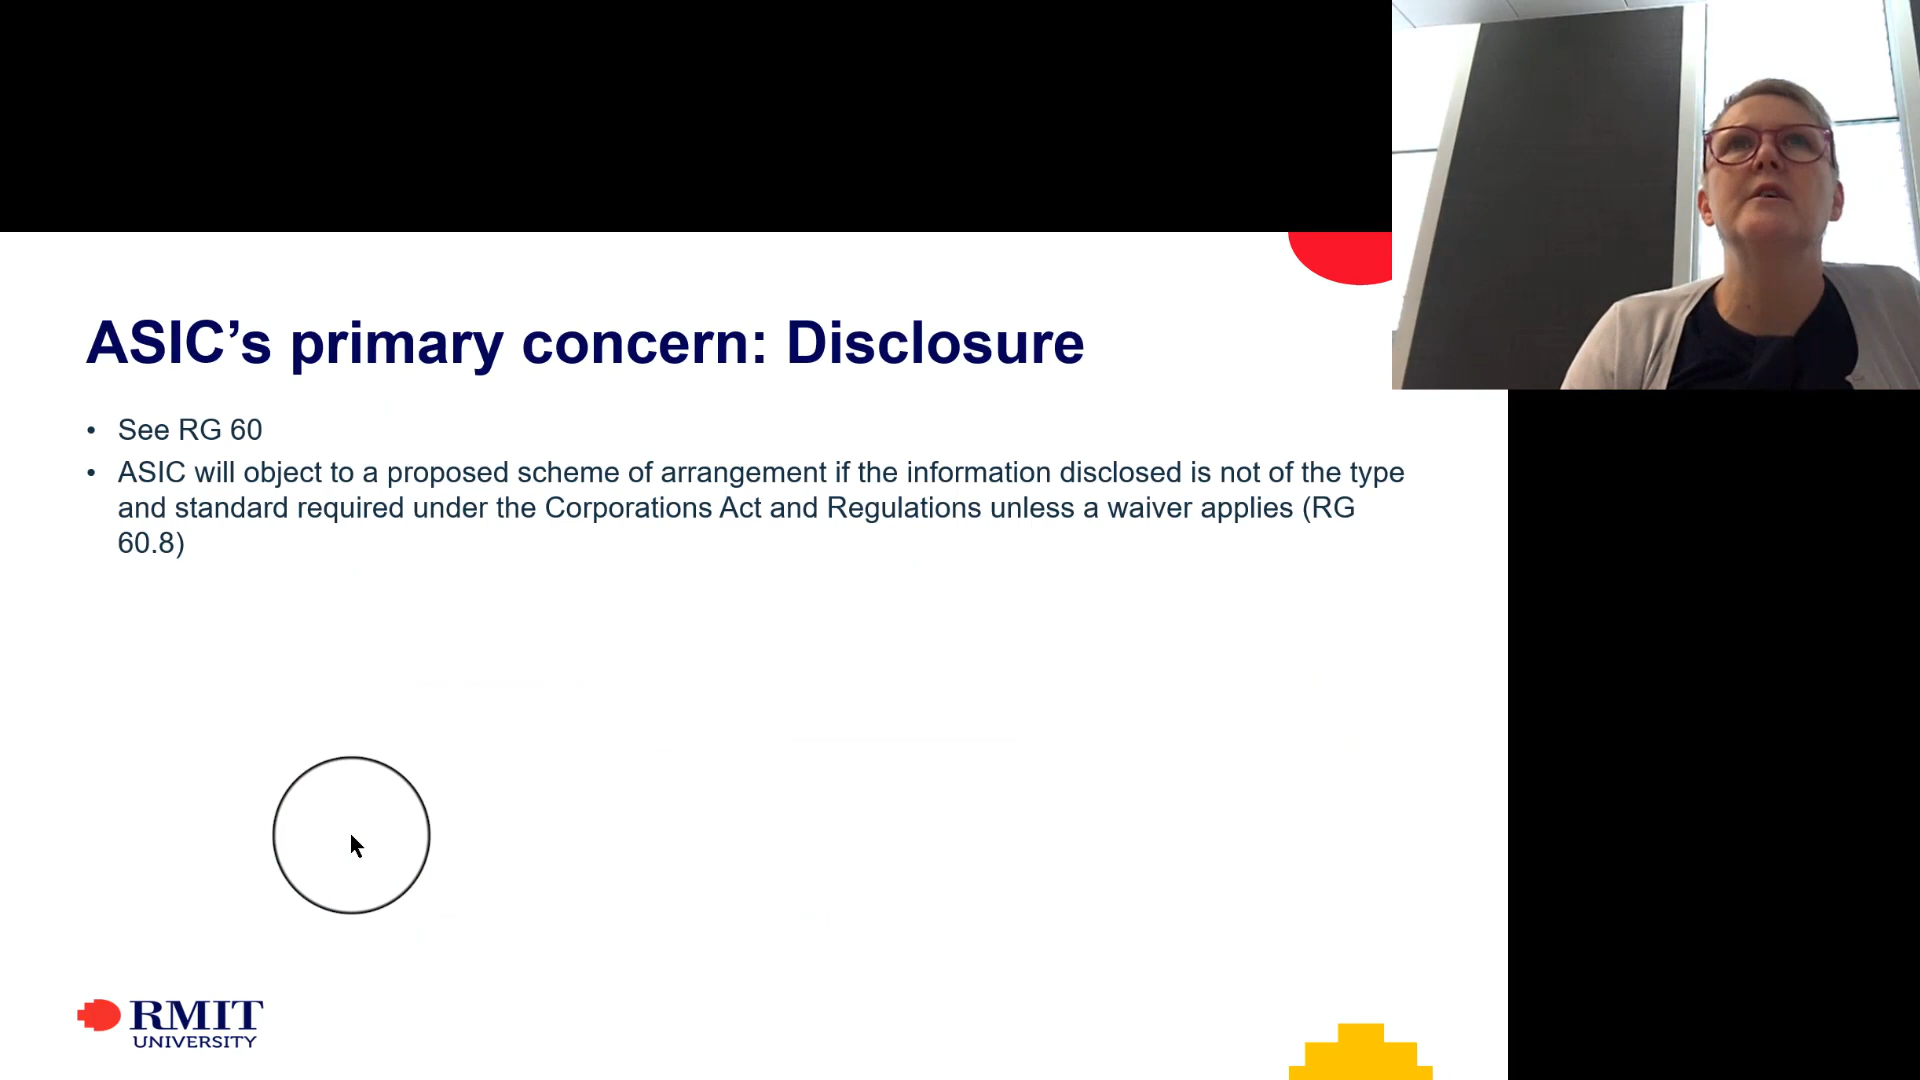 ASIC’s primary concern: Disclosure
• See RG 60
• ASIC will object to a proposed scheme of arrangement if the information disclosed is not of the type
and standard required under the Corporations Act and Regulations unless a waiver applies (RG
60.8)
RMIT
UNIVERSITY